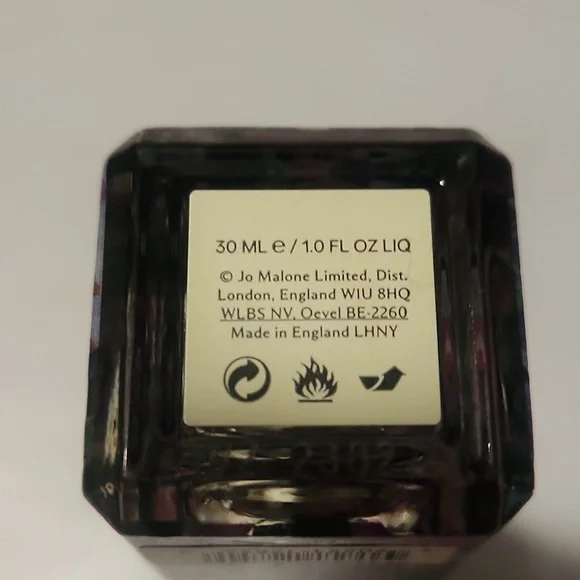 30 ML e / 1.0 FL OZ LIQ
© Jo Malone Limited, Dist.
London, England W1U 8HQ
WLBS NV, Oevel BE-2260
Made in England LHNY